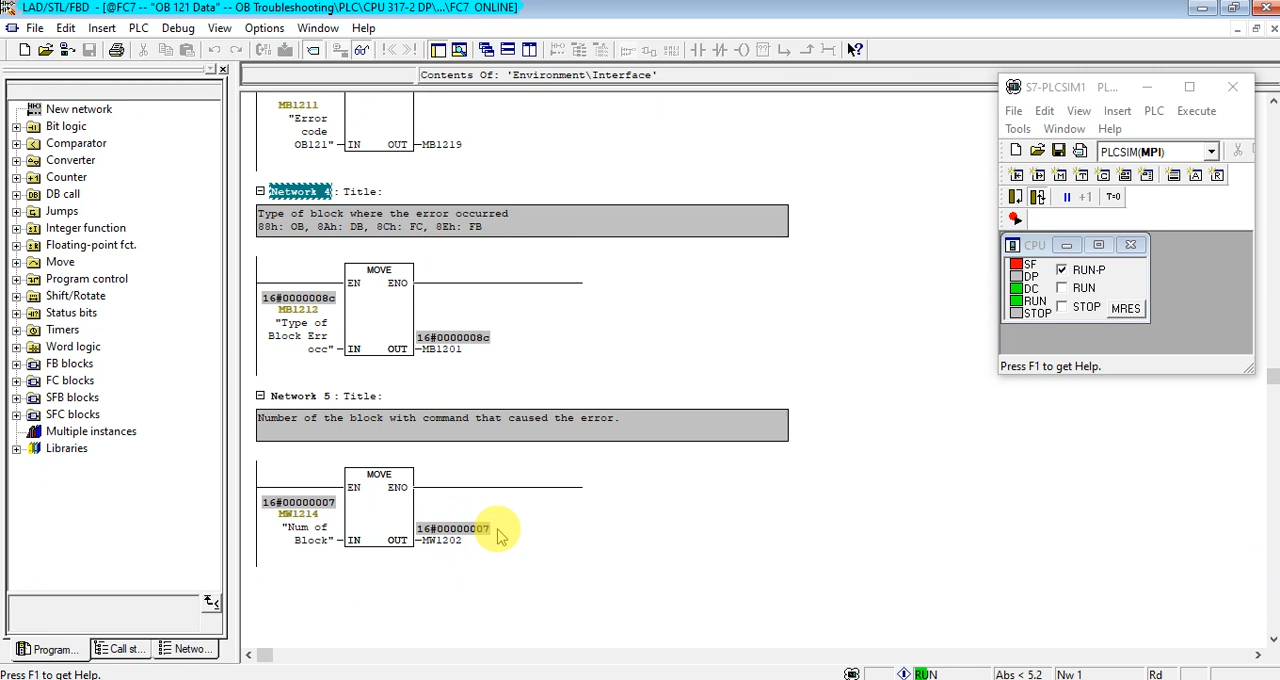 LAD/STL/FBD - [@FC7 -- "OB 121 Data" -- OB Troubleshooting\PLC\CPU 317-2 DP\...\FC7 ONLINE]
File Edit Insert PLC Debug View Options Window Help
Contents Of: 'Environment\Interface'
New network
Bit logic
Comparator
Converter
Counter
DB call
Jumps
Integer function
Floating-point fct.
Move
Program control
Shift/Rotate
Status bits
Timers
Word logic
FB blocks
FC blocks
SFB blocks
SFC blocks
Multiple instances
Libraries
Program...
Call st...
Netwo...
MB1211
"Error
code
OB121"
IN OUT
MB1219
Network 4: Title:
Type of block where the error occurred
88h: OB, 8Ah: DB, 8Ch: FC, 8Eh: FB
MOVE
EN ENO
16#0000008c
MB1212
"Type of
Block Err
occ"
IN OUT
16#0000008c
MB1201
Network 5: Title:
Number of the block with command that caused the error.
MOVE
EN ENO
16#00000007
MW1214
"Num of
Block"
IN OUT
16#00000007
MW1202
S7-PLCSIM1 PL...
File Edit View Insert PLC Execute
Tools Window Help
PLCSIM(MPI)
+1 T=0
CPU
SF
DP
DC
RUN
STOP
RUN-P
RUN
STOP
MRES
Press F1 to get Help.
Press F1 to get Help.
RUN
Abs < 5.2
Nw 1
Rd